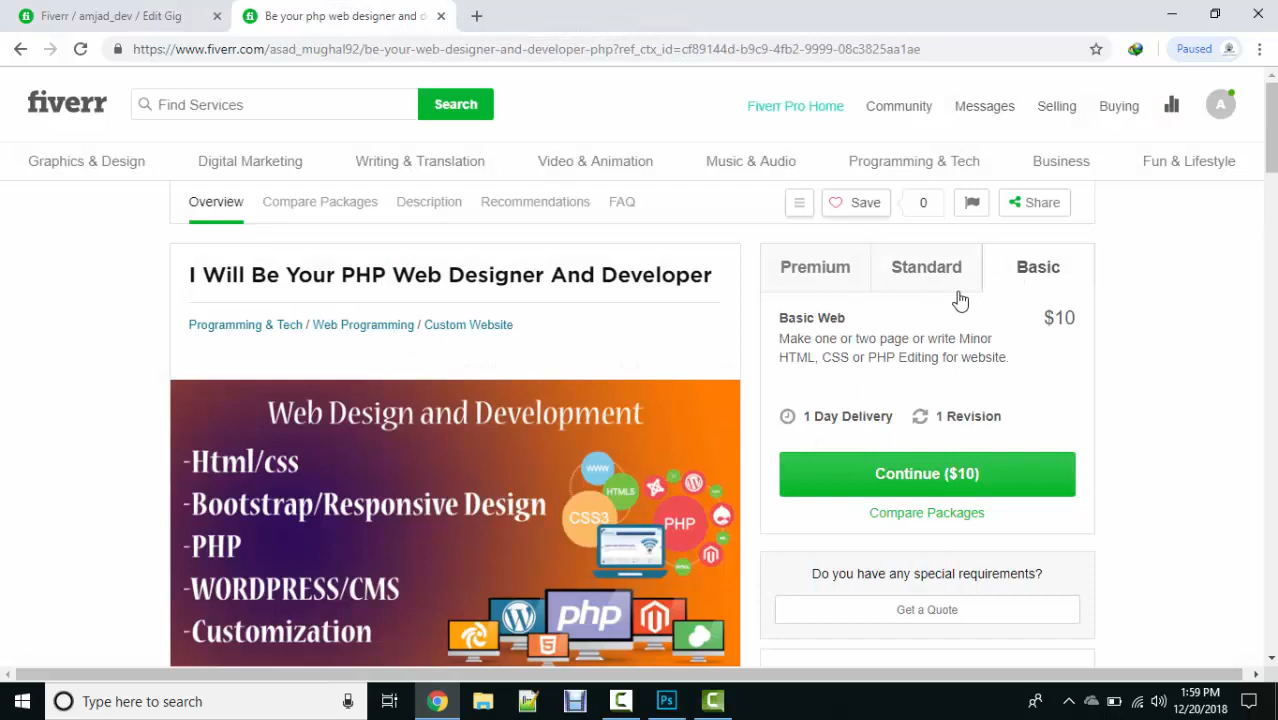 Fiverr / amjad_dev / Edit Gig
Be your php web designer and d
https://www.fiverr.com/asad_mughal92/be-your-web-designer-and-developer-php?ref_ctx_id=cf89144d-b9c9-4fb2-9999-08c3825aa1ae
Paused
fiverr
Find Services
Search
Fiverr Pro Home
Community
Messages
Selling
Buying
A
Graphics & Design
Digital Marketing
Writing & Translation
Video & Animation
Music & Audio
Programming & Tech
Business
Fun & Lifestyle
Overview
Compare Packages
Description
Recommendations
FAQ
Save
0
Share
I Will Be Your PHP Web Designer And Developer
Programming & Tech / Web Programming / Custom Website
Web Design and Development
-Html/css
-Bootstrap/Responsive Design
-PHP
-WORDPRESS/CMS
-Customization
WWW
HTML5
CSS3
PHP
php
Premium
Standard
Basic
Basic Web
$10
Make one or two page or write Minor
HTML, CSS or PHP Editing for website.
1 Day Delivery
1 Revision
Continue ($10)
Compare Packages
Do you have any special requirements?
Get a Quote
Type here to search
Ps
1:59 PM
12/20/2018